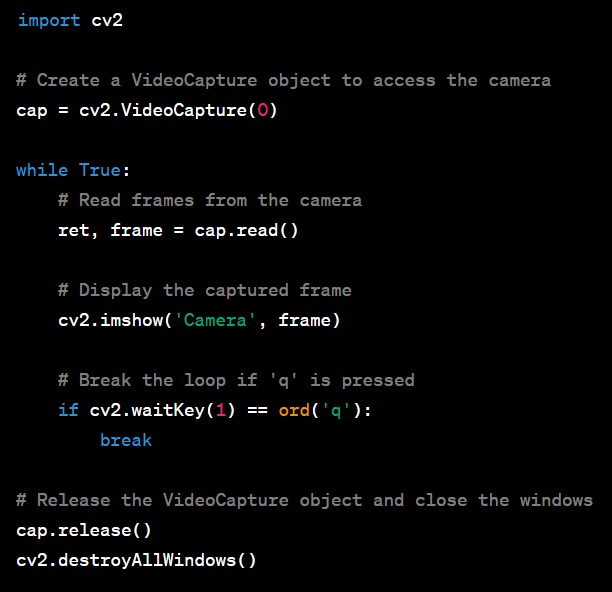 import cv2
# Create a VideoCapture object to access the camera
cap = cv2.VideoCapture(0)
while True:
    # Read frames from the camera
    ret, frame = cap.read()
    # Display the captured frame
    cv2.imshow('Camera', frame)
    # Break the loop if 'q' is pressed
    if cv2.waitKey(1) == ord('q'):
        break
# Release the VideoCapture object and close the windows
cap.release()
cv2.destroyAllWindows()